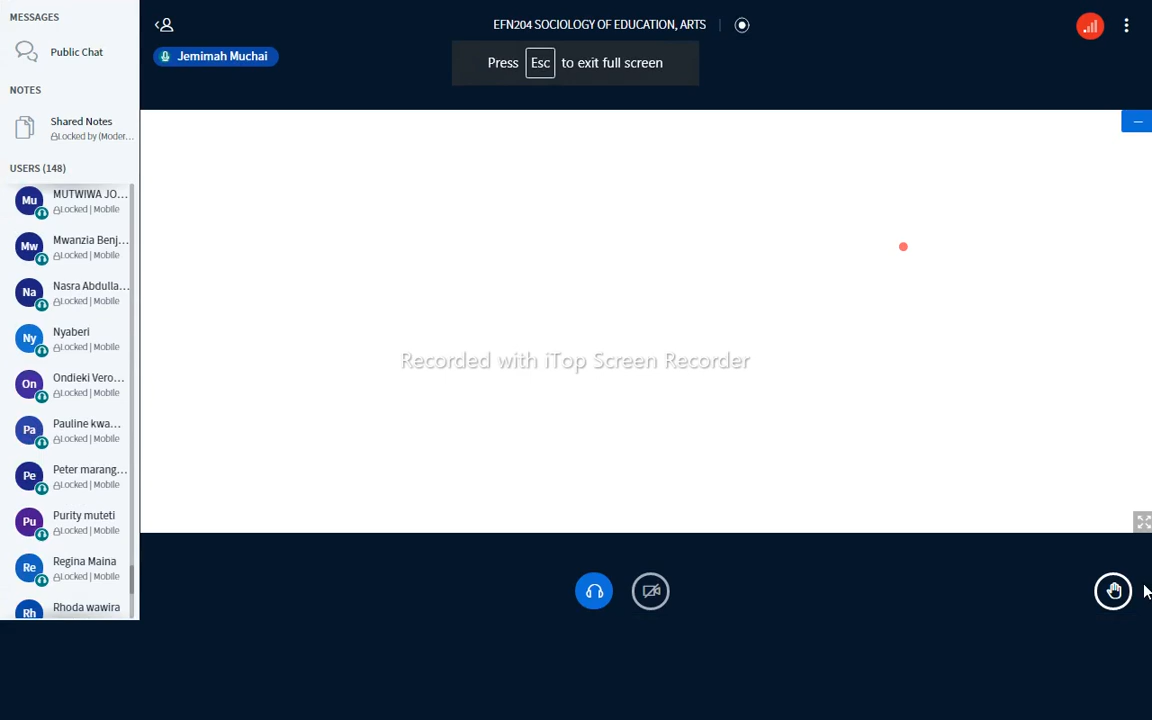 MESSAGES
Public Chat
NOTES
Shared Notes
Locked by (Moder...
USERS (148)
Mu
MUTWIWA JO...
Locked | Mobile
Mw
Mwanzia Benj...
Locked | Mobile
Na
Nasra Abdulla...
Locked | Mobile
Ny
Nyaberi
Locked | Mobile
On
Ondieki Vero...
Locked | Mobile
Pa
Pauline kwa...
Locked | Mobile
Pe
Peter marang...
Locked | Mobile
Pu
Purity muteti
Locked | Mobile
Re
Regina Maina
Locked | Mobile
Rh
Rhoda wawira
EFN204 SOCIOLOGY OF EDUCATION, ARTS
Jemimah Muchai
Press Esc to exit full screen
Recorded with iTop Screen Recorder